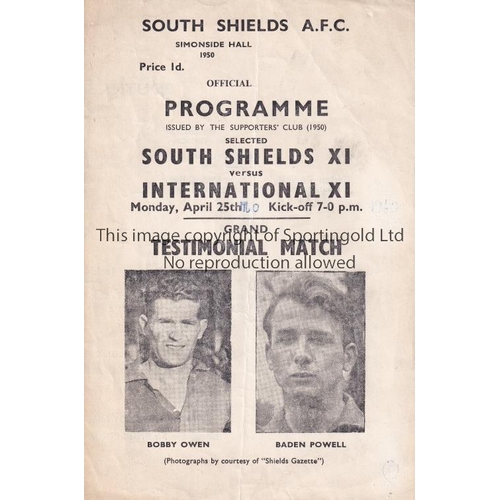 SOUTH SHIELDS A.F.C.
SIMONSIDE HALL
1950
Price 1d.
OFFICIAL
PROGRAMME
ISSUED BY THE SUPPORTERS' CLUB (1950)
SELECTED
SOUTH SHIELDS XI
versus
INTERNATIONAL XI
Monday, April 25th Kick-off 7-0 p.m.
GRAND
This image copyright of Sportingold Ltd
TESTIMONIAL MATCH
No reproduction allowed
BOBBY OWEN
BADEN POWELL
(Photographs by courtesy of "Shields Gazette")